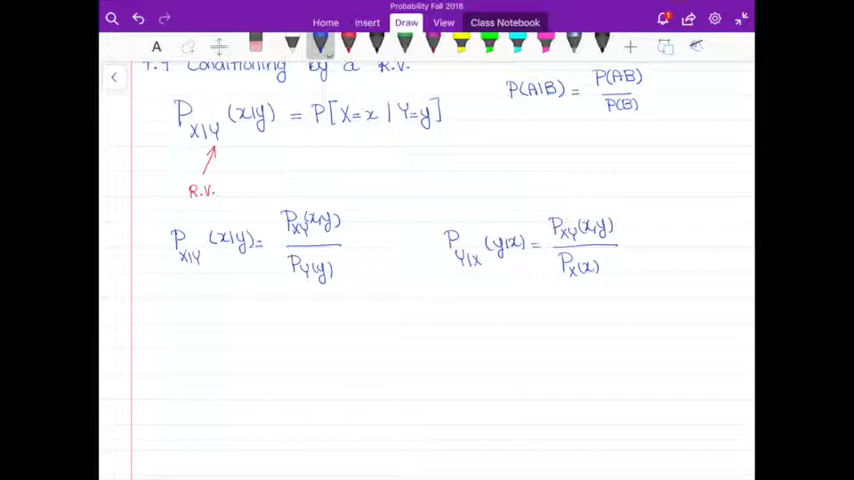 Probability Fall 2018
Home Insert Draw View Class Notebook
A
Conditioning by a R.V.
P(A|B) = P(AB) / P(B)
P_X|Y (x|y) = P[X=x | Y=y]
R.V.
P_X|Y (x|y) = P_XY(x,y) / P_Y(y)
P_Y|X (y|x) = P_XY(x,y) / P_X(x)